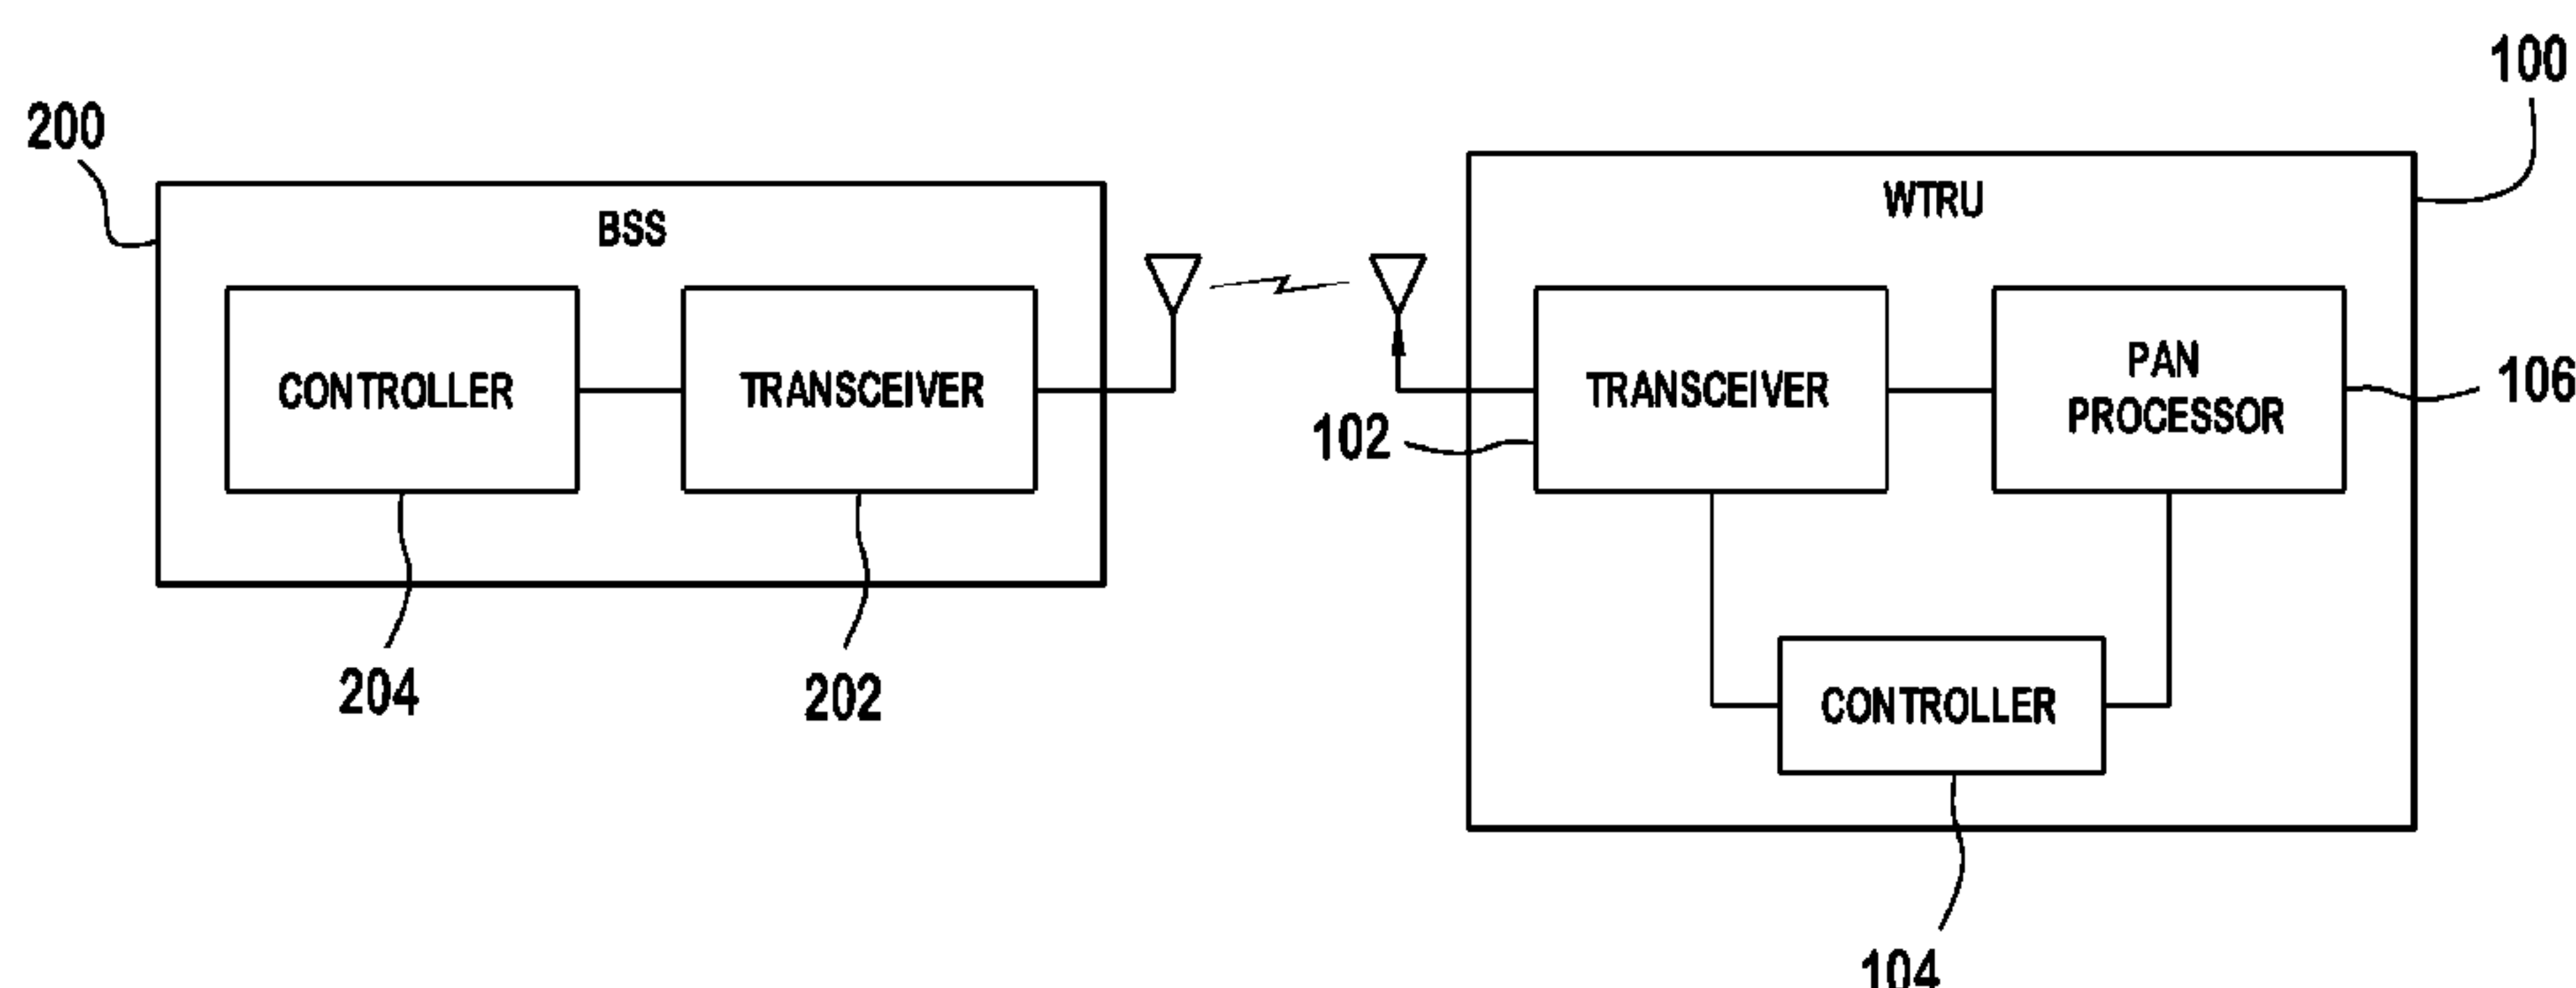 100
200
WTRU
BSS
PAN
PROCESSOR
CONTROLLER
TRANSCEIVER
TRANSCEIVER
106
102
204
202
CONTROLLER
104